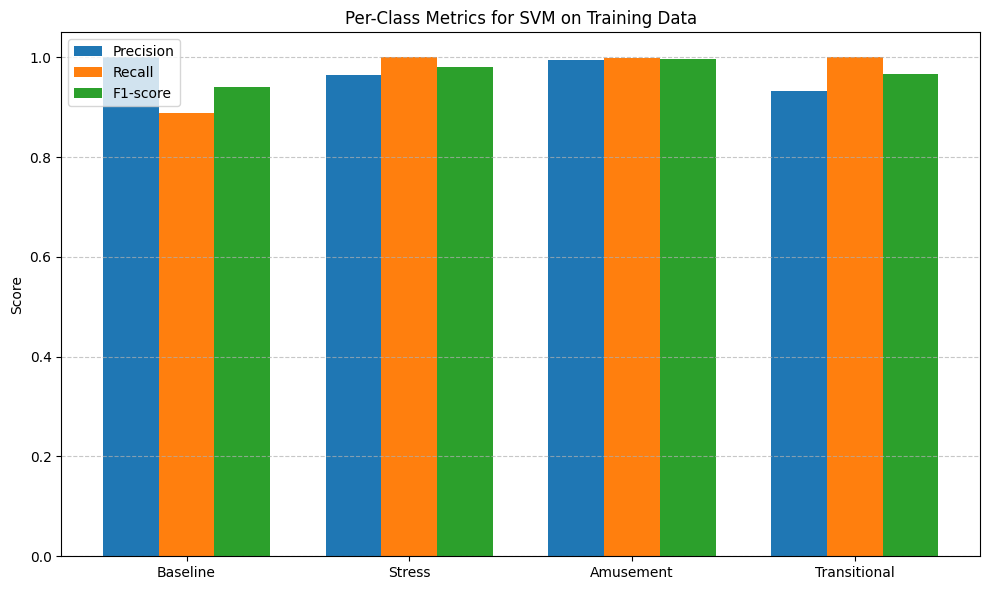 Per-Class Metrics for SVM on Training Data
Precision
Recall
F1-score
Score
1.0
0.8
0.6
0.4
0.2
0.0
Baseline
Stress
Amusement
Transitional